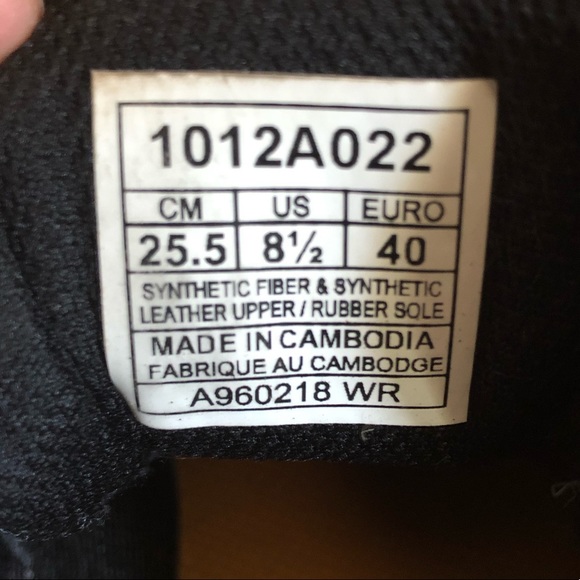 1012A022
CM US EURO
25.5 8½ 40
SYNTHETIC FIBER & SYNTHETIC
LEATHER UPPER / RUBBER SOLE
MADE IN CAMBODIA
FABRIQUE AU CAMBODGE
A960218 WR